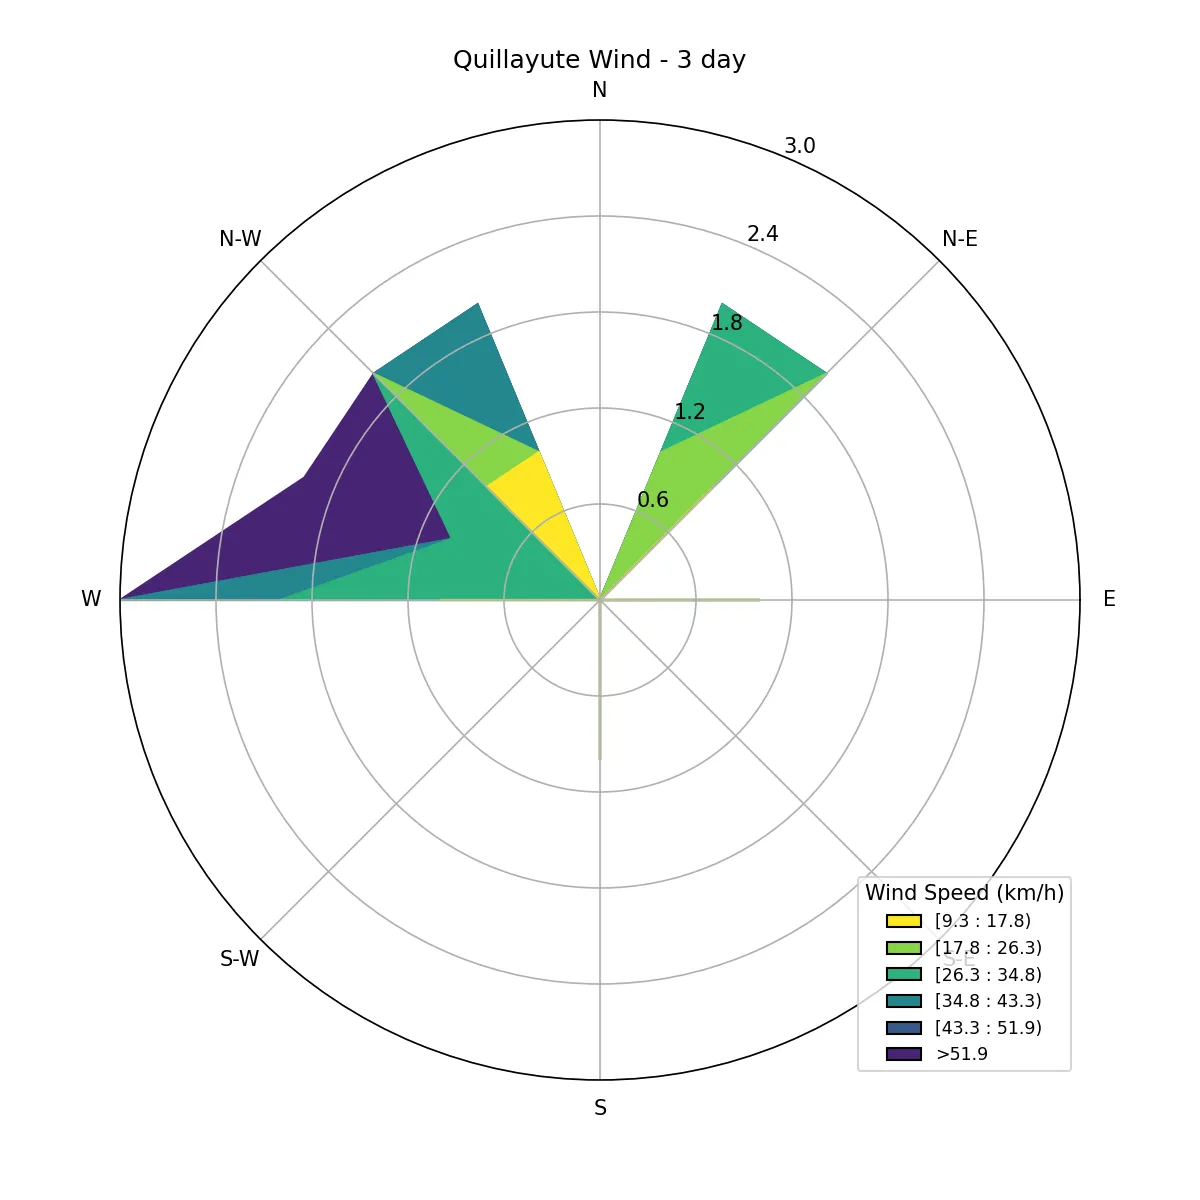 Quillayute Wind - 3 day
N
3.0
N-W
2.4
N-E
1.8
1.2
0.6
W
E
Wind Speed (km/h)
[9.3 : 17.8)
[17.8 : 26.3)
S-W
S-E
[26.3 : 34.8)
[34.8 : 43.3)
[43.3 : 51.9)
>51.9
S